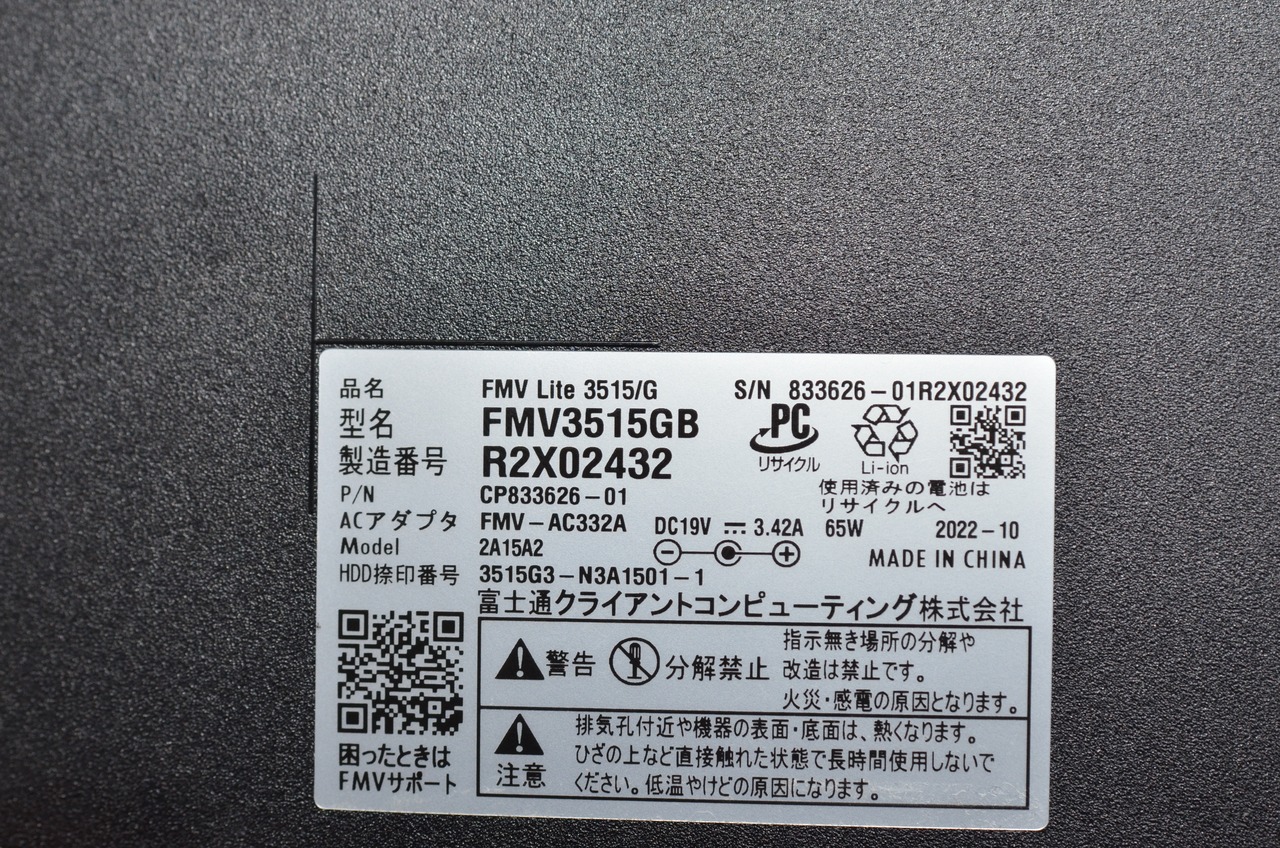 品名 FMV Lite 3515/G S/N 833626-01R2X02432
型名 FMV3515GB
製造番号 R2X02432
PC
リサイクル
Li-ion
使用済みの電池は
リサイクルへ
P/N CP833626-01
ACアダプタ FMV-AC332A DC19V ⎓ 3.42A 65W 2022-10
Model 2A15A2 MADE IN CHINA
HDD捺印番号 3515G3-N3A1501-1
富士通クライアントコンピューティング株式会社
警告 分解禁止
指示無き場所の分解や
改造は禁止です。
火災・感電の原因となります。
注意
排気孔付近や機器の表面・底面は、熱くなります。
ひざの上など直接触れた状態で長時間使用しないで
ください。低温やけどの原因になります。
困ったときは
FMVサポート